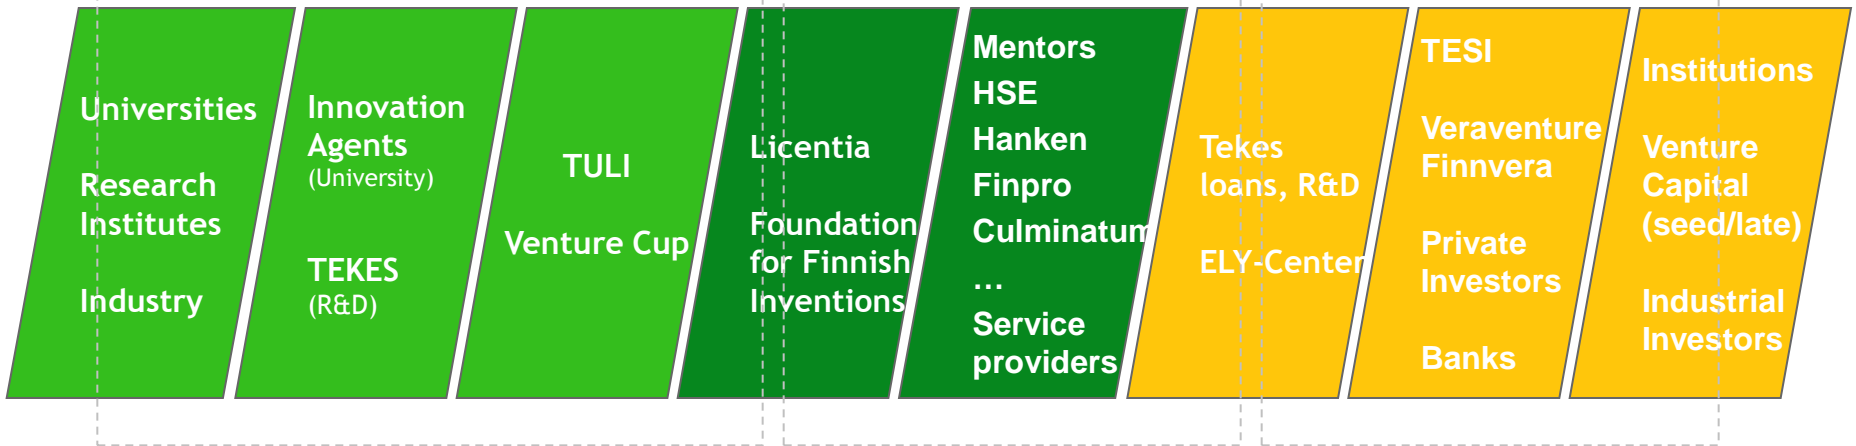 Universities
Research
Institutes
Industry
Innovation
Agents
(University)
TEKES
(R&D)
TULI
Venture Cup
Licentia
Foundation
for Finnish
Inventions
Mentors
HSE
Hanken
Finpro
Culminatum
…
Service
providers
Tekes
loans, R&D
ELY-Center
TESI
Veraventure
Finnvera
Private
Investors
Banks
Institutions
Venture
Capital
(seed/late)
Industrial
Investors